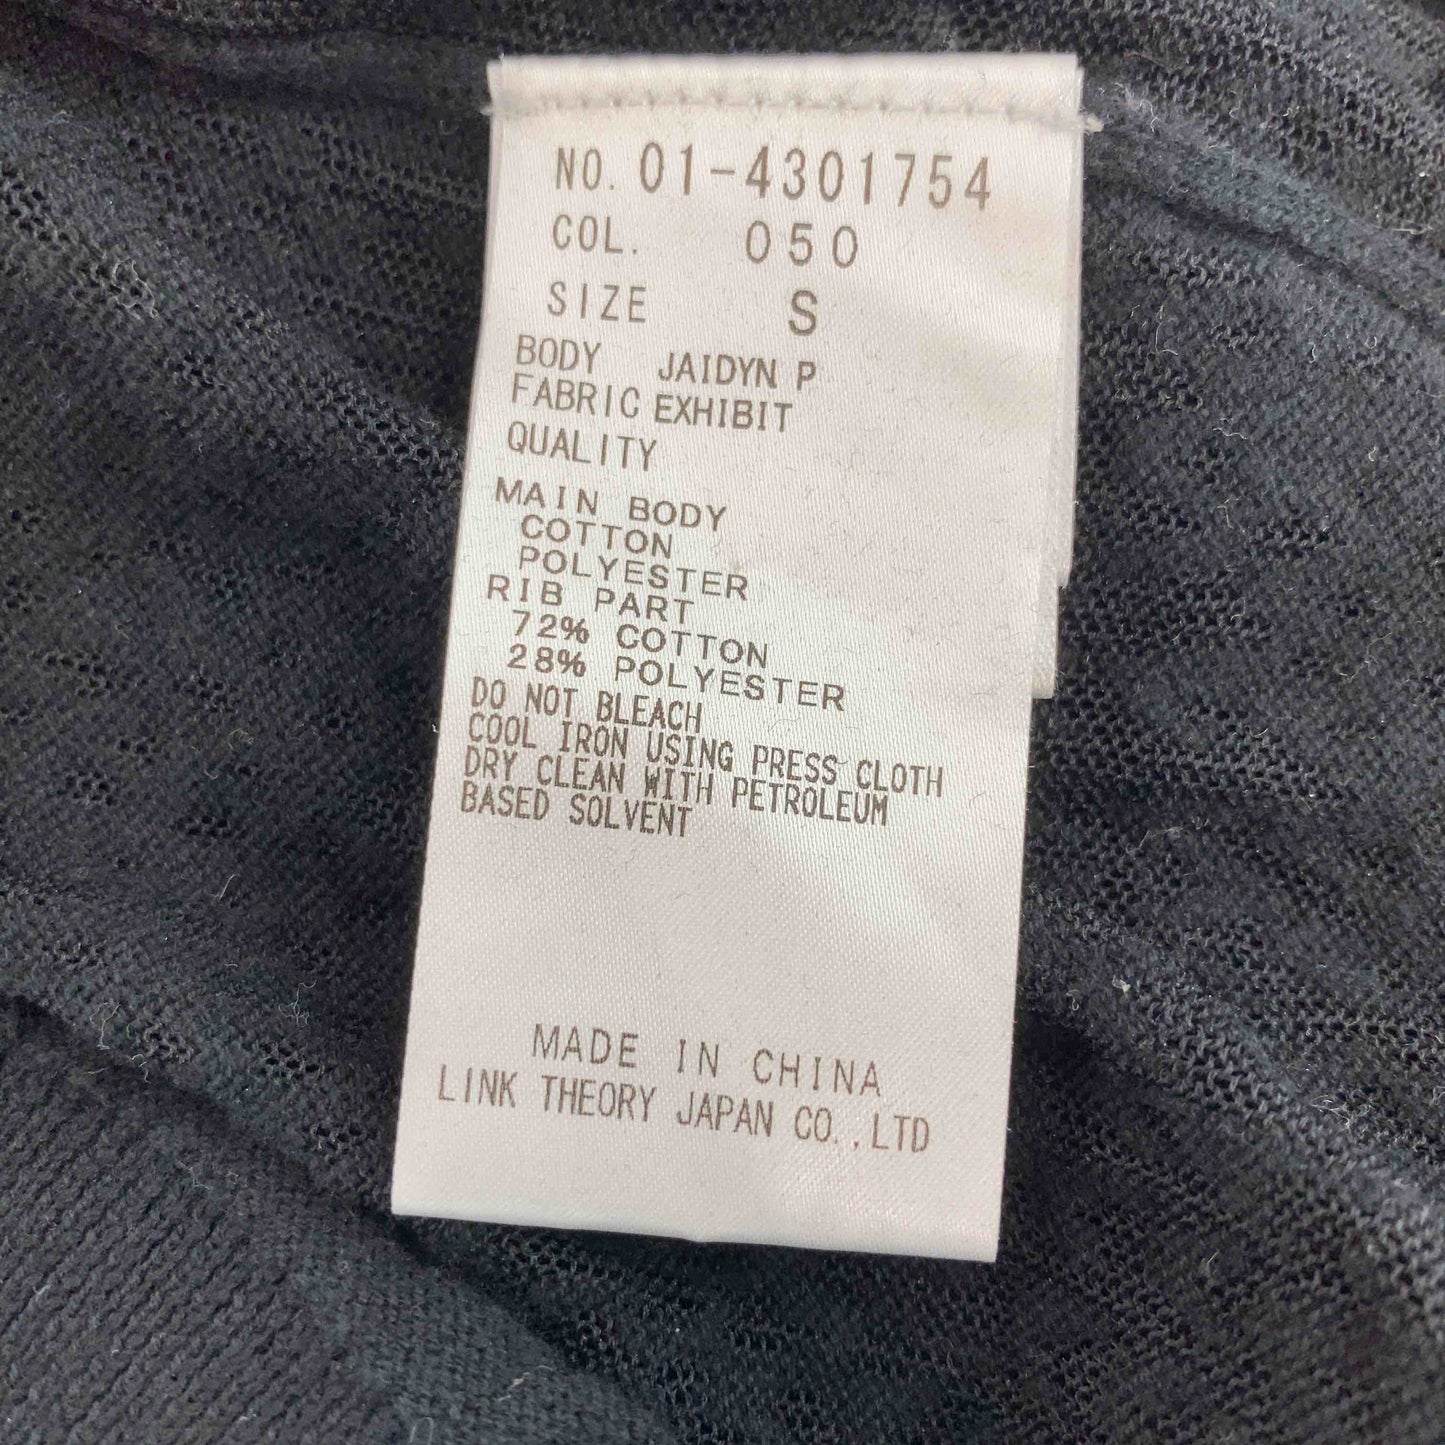 NO. 01-4301754
COL. 050
SIZE S
BODY JAIDYN P
FABRIC EXHIBIT
QUALITY
MAIN BODY
COTTON
POLYESTER
RIB PART
72% COTTON
28% POLYESTER
DO NOT BLEACH
COOL IRON USING PRESS CLOTH
DRY CLEAN WITH PETROLEUM
BASED SOLVENT
MADE IN CHINA
LINK THEORY JAPAN CO.,LTD